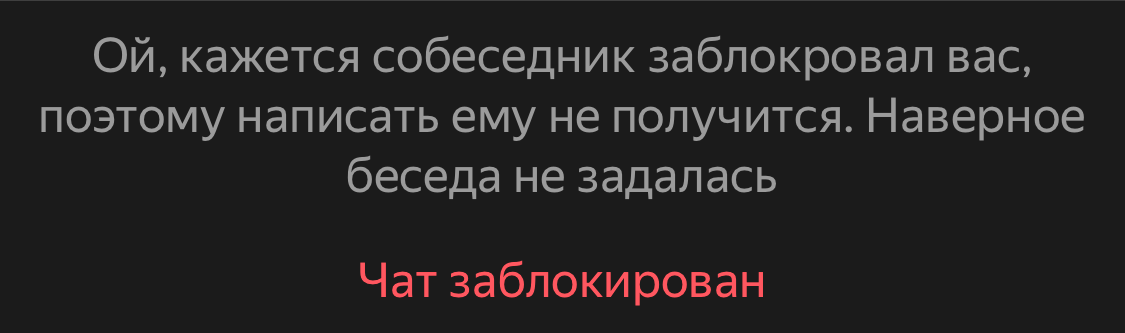 Ой, кажется собеседник заблокровал вас,
поэтому написать ему не получится. Наверное
беседа не задалась
Чат заблокирован